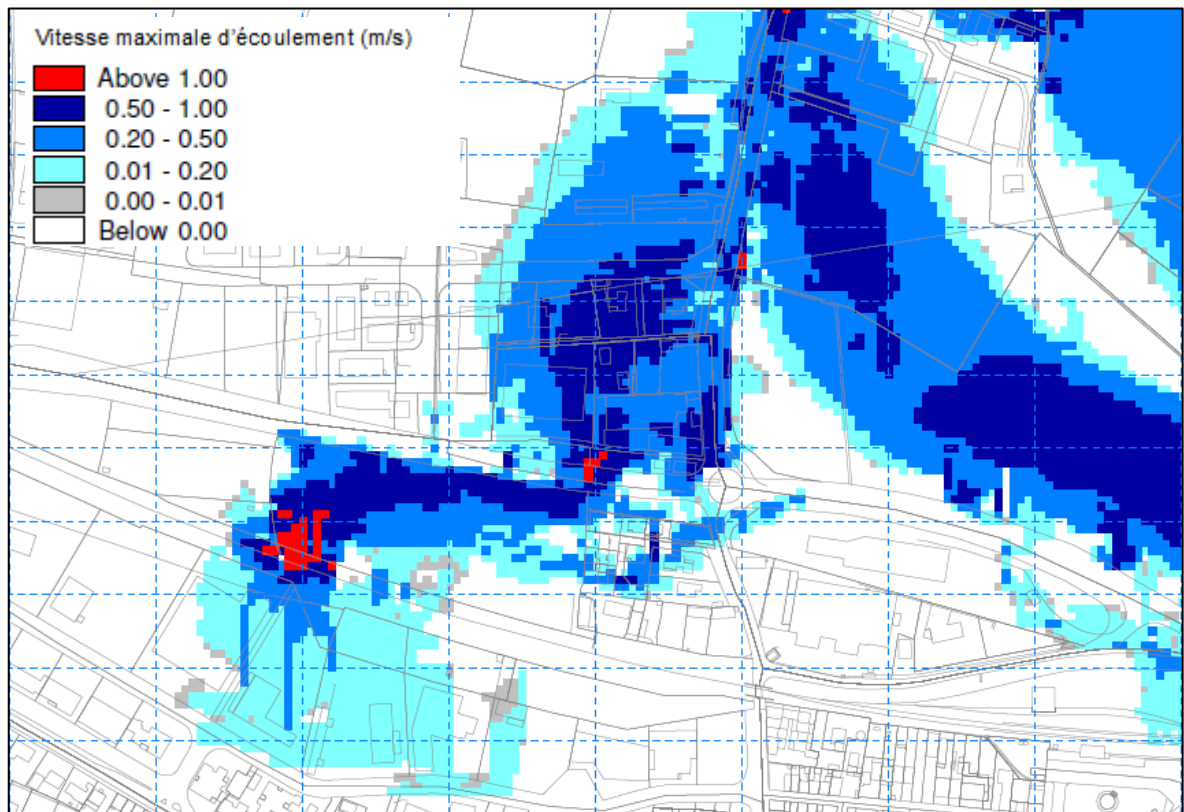 Vitesse maximale d'écoulement (m/s)
Above 1.00
0.50 - 1.00
0.20 - 0.50
0.01 - 0.20
0.00 - 0.01
Below 0.00